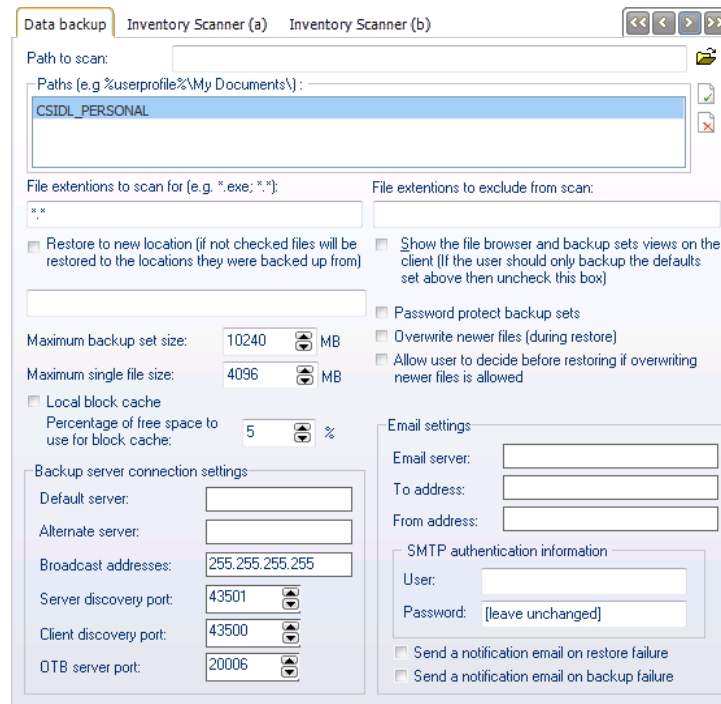 Data backup Inventory Scanner (a) Inventory Scanner (b)
Path to scan:
Paths (e.g %userprofile%\My Documents\) :
CSIDL_PERSONAL
File extentions to scan for (e.g. *.exe; *.*):
*.*
Restore to new location (if not checked files will be
restored to the locations they were backed up from)
Maximum backup set size: 10240 MB
Maximum single file size: 4096 MB
Local block cache
Percentage of free space to
use for block cache: 5 %
Backup server connection settings
Default server:
Alternate server:
Broadcast addresses: 255.255.255.255
Server discovery port: 43501
Client discovery port: 43500
OTB server port: 20006
File extentions to exclude from scan:
Show the file browser and backup sets views on the
client (If the user should only backup the defaults
set above then uncheck this box)
Password protect backup sets
Overwrite newer files (during restore)
Allow user to decide before restoring if overwriting
newer files is allowed
Email settings
Email server:
To address:
From address:
SMTP authentication information
User:
Password: [leave unchanged]
Send a notification email on restore failure
Send a notification email on backup failure